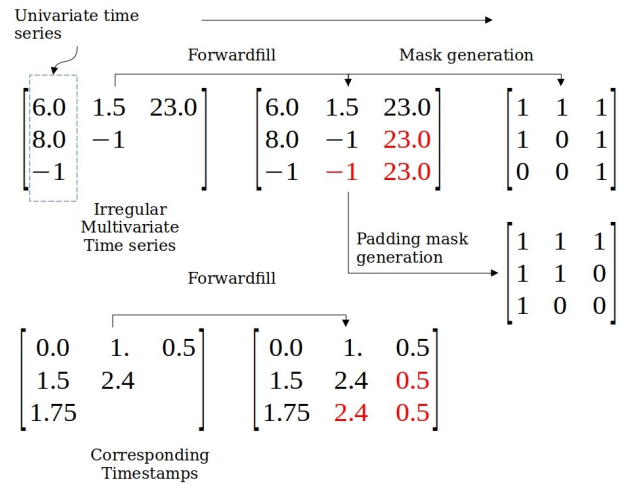 Univariate time
series
Forwardfill
Mask generation
6.0 1.5 23.0
8.0 −1
−1
6.0 1.5 23.0
8.0 −1 23.0
−1 −1 23.0
1 1 1
1 0 1
0 0 1
Irregular
Multivariate
Time series
Padding mask
generation
1 1 1
1 1 0
1 0 0
Forwardfill
0.0 1. 0.5
1.5 2.4
1.75
0.0 1. 0.5
1.5 2.4 0.5
1.75 2.4 0.5
Corresponding
Timestamps